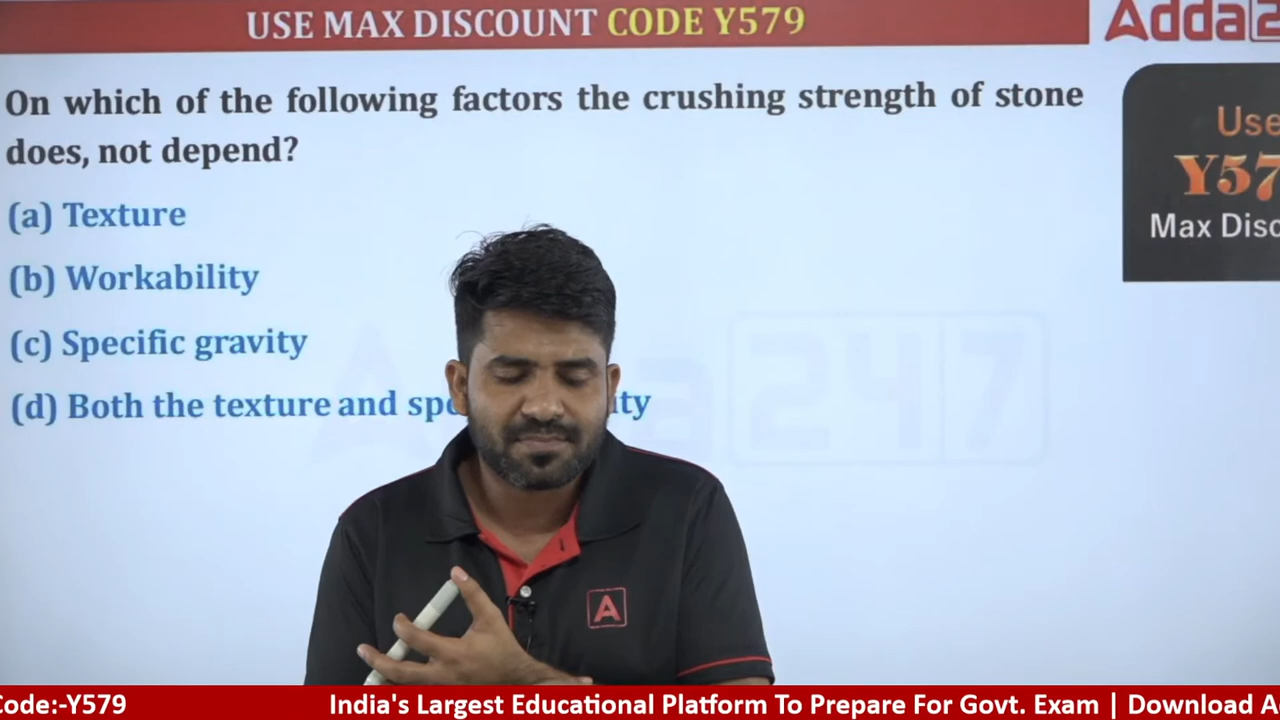 USE MAX DISCOUNT CODE Y579
Adda2
On which of the following factors the crushing strength of stone
does, not depend?
(a) Texture
(b) Workability
(c) Specific gravity
(d) Both the texture and
Use
Y57
Max Disc
A
247
Code:-Y579
India's Largest Educational Platform To Prepare For Govt. Exam | Download A